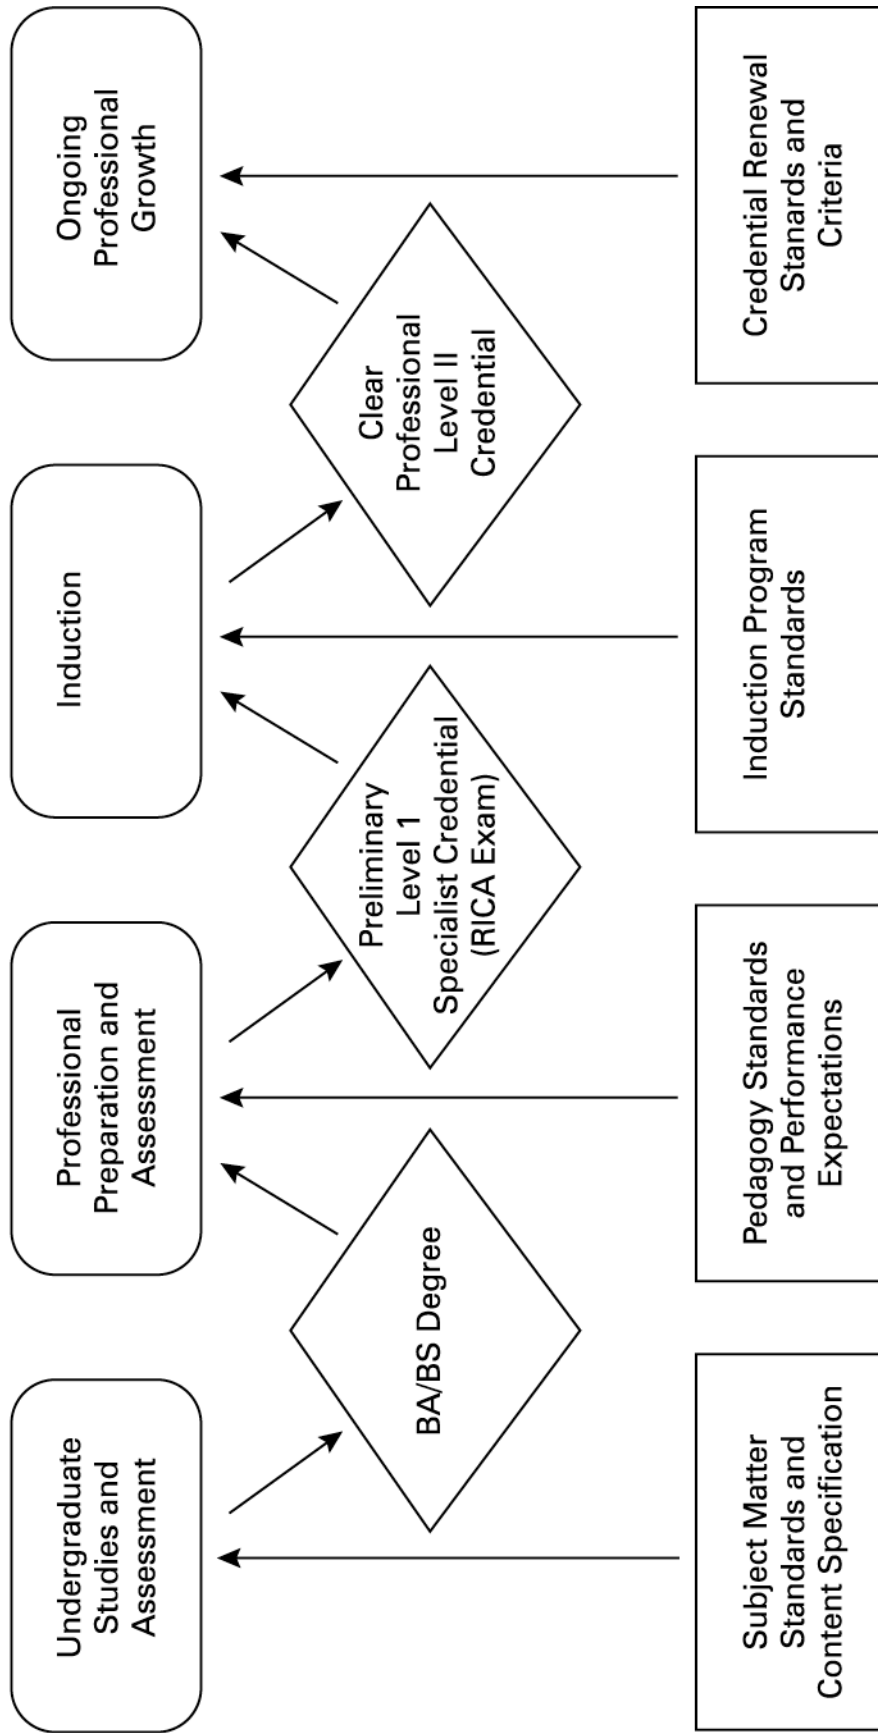 Undergraduate
Studies and
Assessment
Professional
Preparation and
Assessment
Induction
Ongoing
Professional
Growth
BA/BS Degree
Preliminary
Level 1
Specialist Credential
(RICA Exam)
Clear
Professional
Level II
Credential
Subject Matter
Standards and
Content Specification
Pedagogy Standards
and Performance
Expectations
Induction Program
Standards
Credential Renewal
Stanards and
Criteria